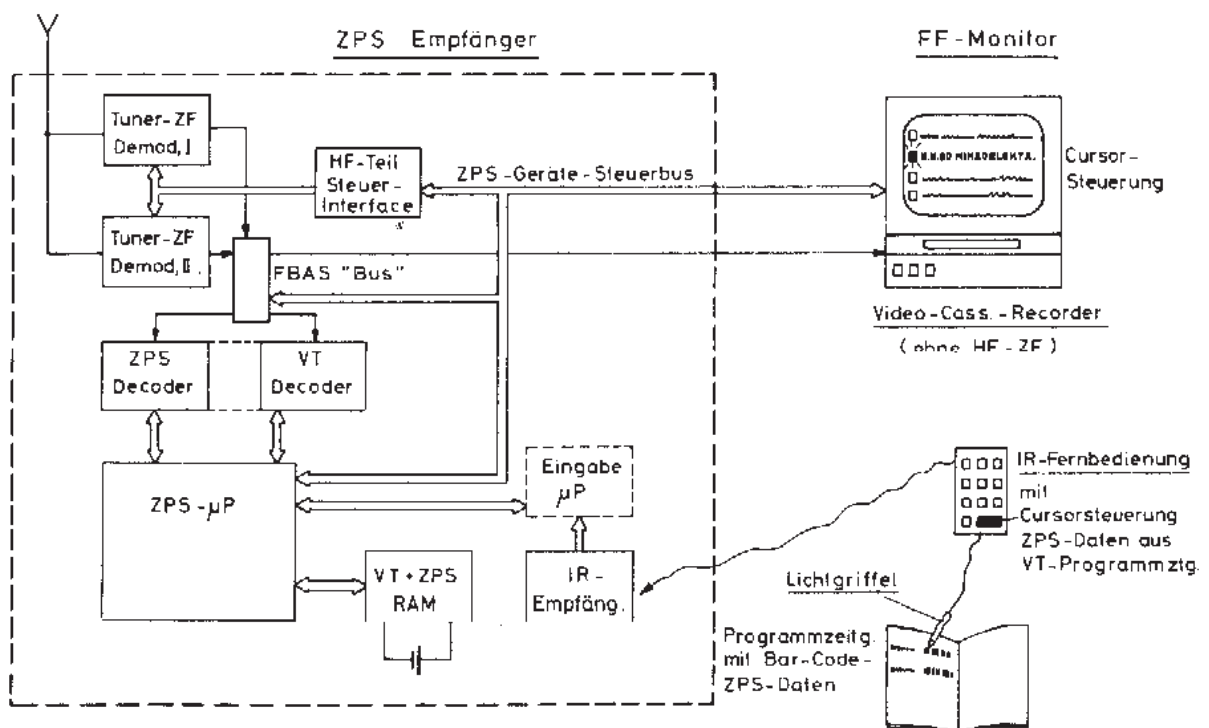 ZPS Empfänger
FF-Monitor
Tuner-ZF
Demod, I
HF-Teil
Steuer-
Interface
ZPS-Geräte-Steuerbus
Cursor-
Steuerung
Tuner-ZF
Demod, II.
FBAS "Bus"
Video-Cass.-Recorder
(ohne HF-ZF)
ZPS
Decoder
VT
Decoder
ZPS-µP
Eingabe
µP
VT+ZPS
RAM
IR-
Empfäng.
IR-Fernbedienung
mit
Cursorsteuerung
ZPS-Daten aus
VT-Programmztg.
Lichtgriffel
Programmzeitg.
mit Bar-Code-
ZPS-Daten